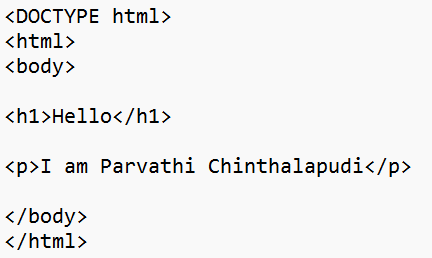 <DOCTYPE html>
<html>
<body>
<h1>Hello</h1>
<p>I am Parvathi Chinthalapudi</p>
</body>
</html>